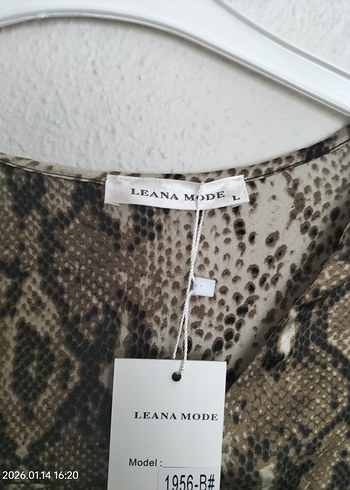 LEANA MODE
L
LEANA MODE
Model:
1956-B#
2026.01.14 16:20